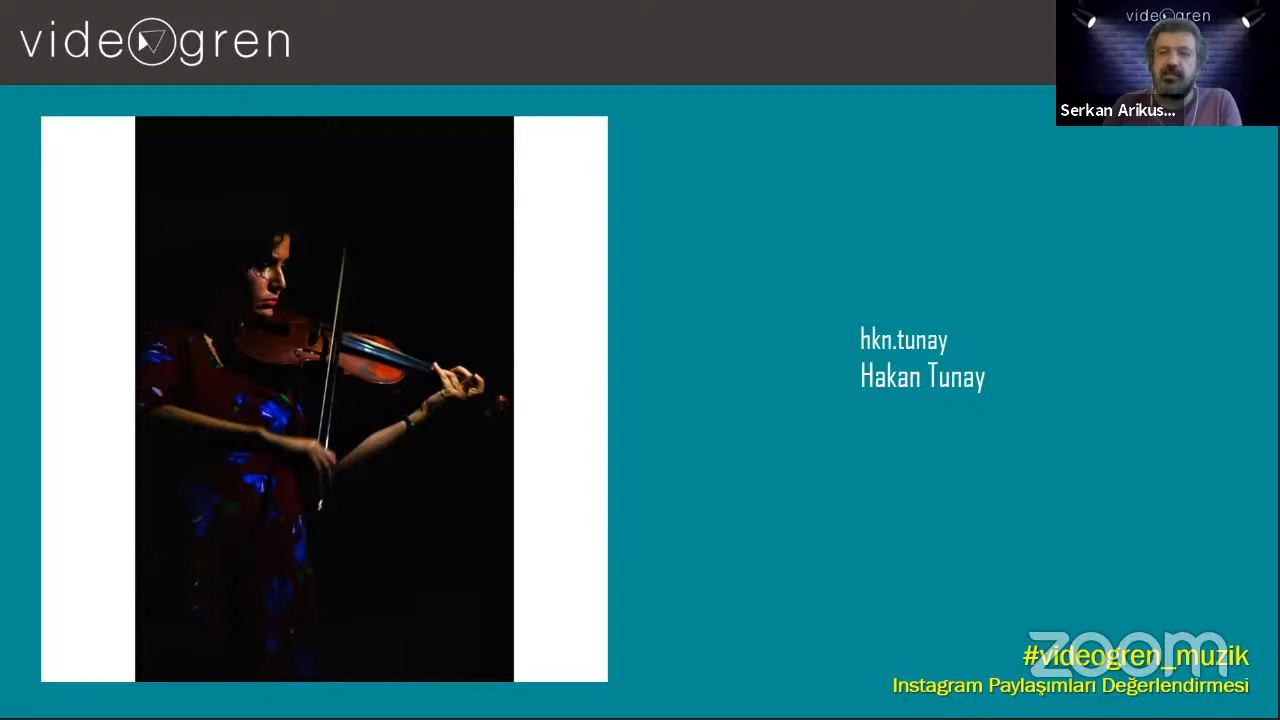 videogren
videogren
Serkan Arikus...
hkn.tunay
Hakan Tunay
zoom
#videogren_muzik
Instagram Paylaşımları Değerlendirmesi